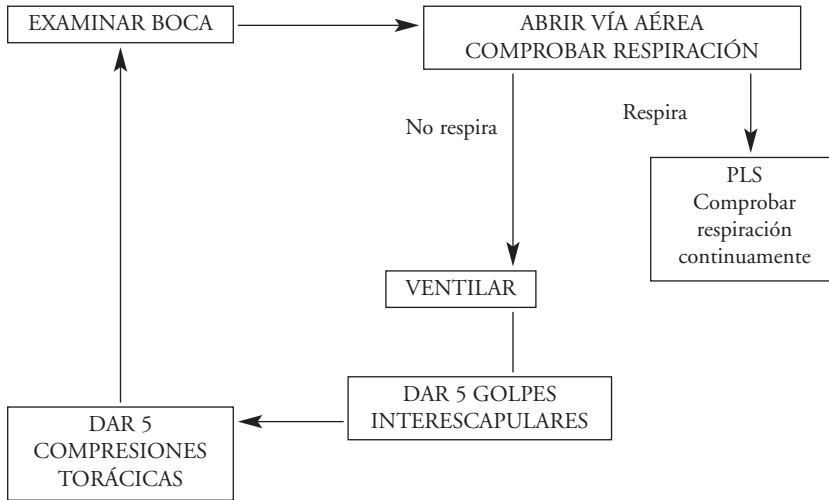 EXAMINAR BOCA
ABRIR VÍA AÉREA
COMPROBAR RESPIRACIÓN
No respira
Respira
PLS
Comprobar
respiración
continuamente
VENTILAR
DAR 5 GOLPES
INTERESCAPULARES
DAR 5
COMPRESIONES
TORÁCICAS